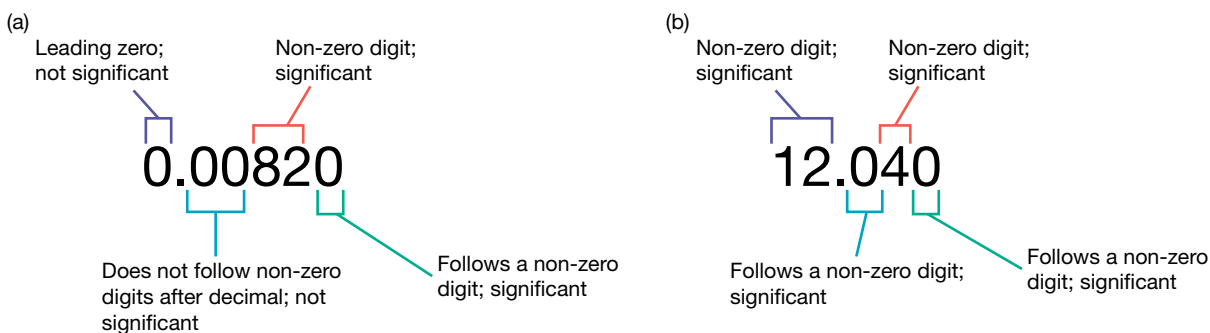 (a)
Leading zero;
not significant
Non-zero digit;
significant
0.00820
Does not follow non-zero
digits after decimal; not
significant
Follows a non-zero
digit; significant
(b)
Non-zero digit;
significant
Non-zero digit;
significant
12.040
Follows a non-zero digit;
significant
Follows a non-zero
digit; significant